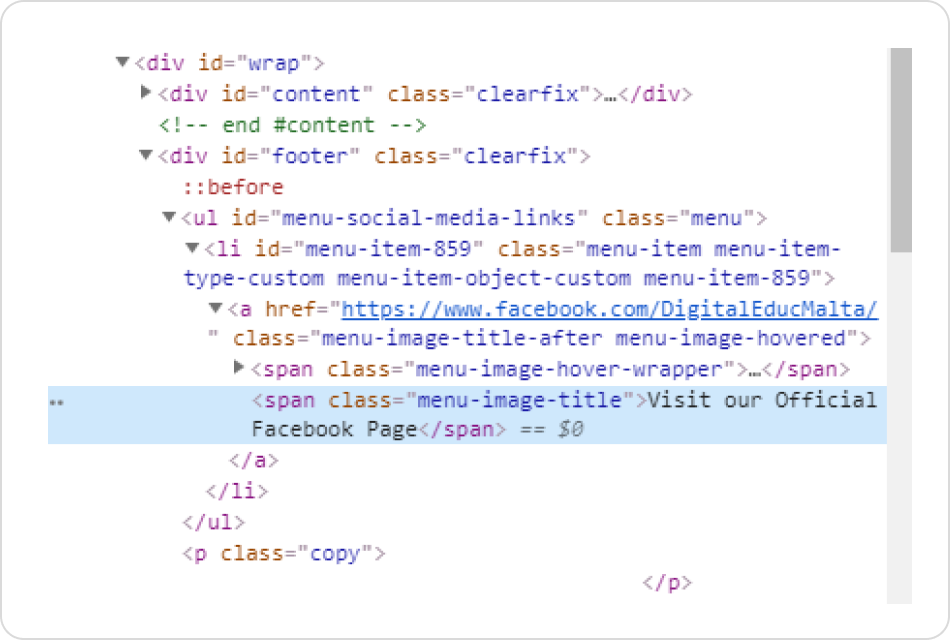 <div id="wrap">
<div id="content" class="clearfix">…</div>
<!-- end #content -->
<div id="footer" class="clearfix">
::before
<ul id="menu-social-media-links" class="menu">
<li id="menu-item-859" class="menu-item menu-item-
type-custom menu-item-object-custom menu-item-859">
<a href="https://www.facebook.com/DigitalEducMalta/
" class="menu-image-title-after menu-image-hovered">
<span class="menu-image-hover-wrapper">…</span>
<span class="menu-image-title">Visit our Official
Facebook Page</span> == $0
</a>
</li>
</ul>
<p class="copy">
</p>